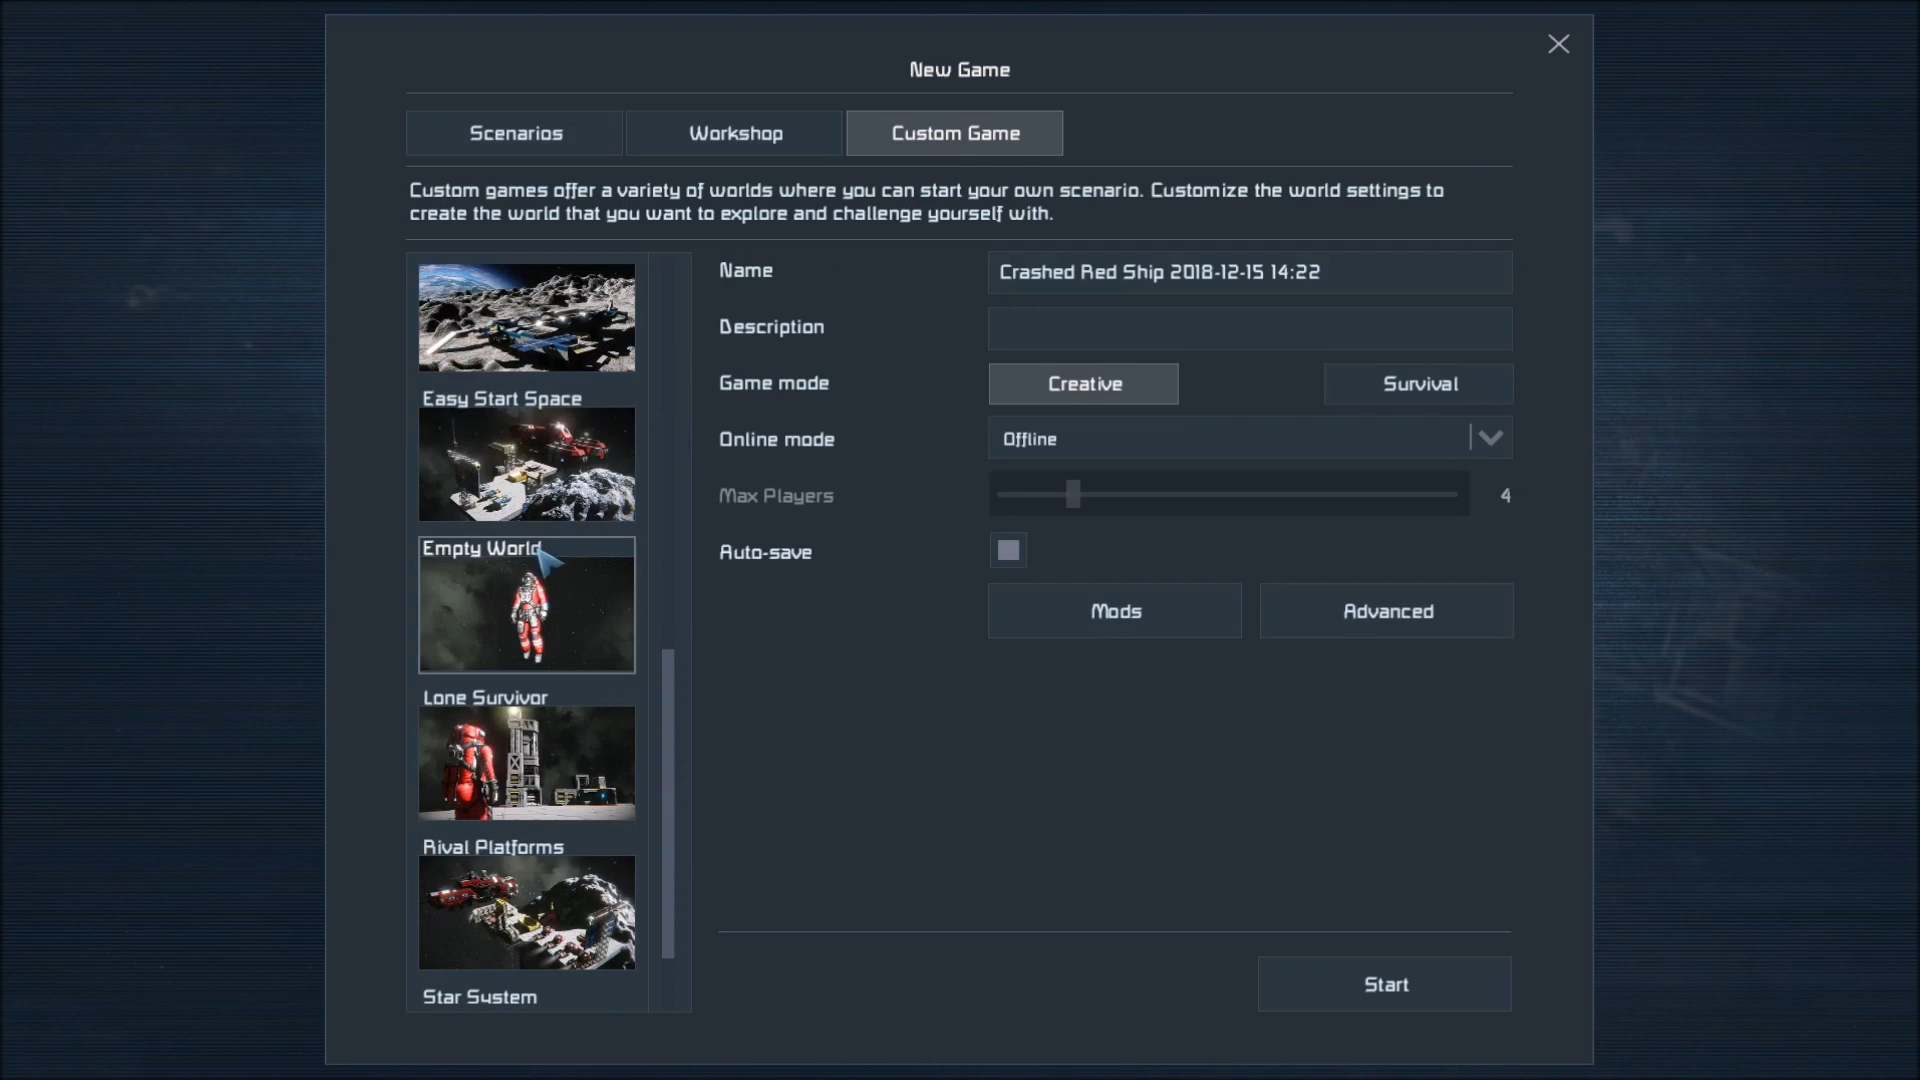 New Game
Scenarios
Workshop
Custom Game
Custom games offer a variety of worlds where you can start your own scenario. Customize the world settings to
create the world that you want to explore and challenge yourself with.
Easy Start Space
Empty World
Lone Survivor
Rival Platforms
Star System
Name
Crashed Red Ship 2018-12-15 14:22
Description
Game mode
Creative
Survival
Online mode
Offline
Max Players
4
Auto-save
Mods
Advanced
Start